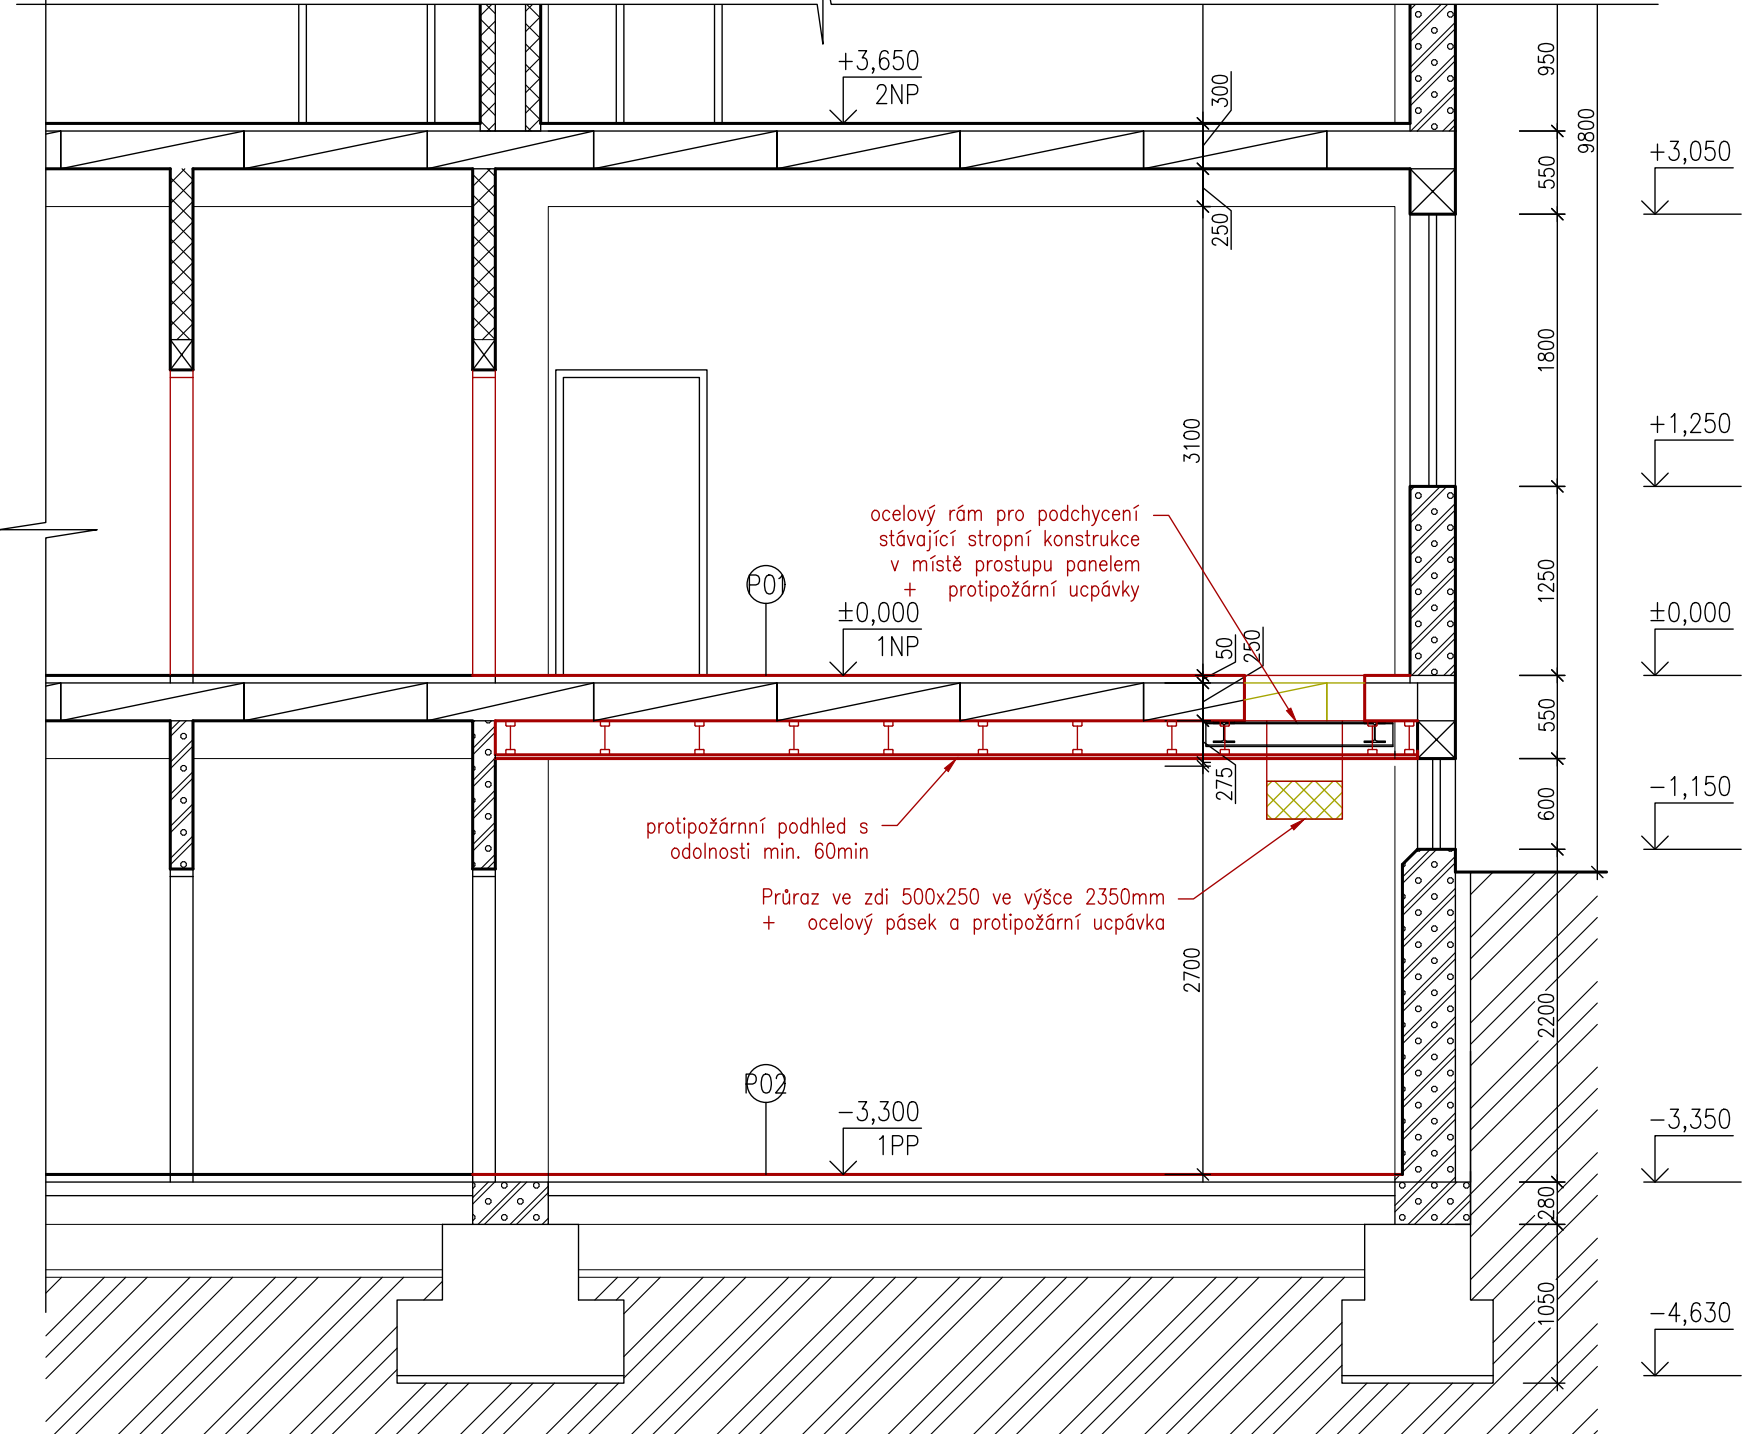 +3,650
2NP
300
950
9800
+3,050
550
250
1800
3100
+1,250
ocelový rám pro podchycení
stávající stropní konstrukce
v místě prostupu panelem
+ protipožární ucpávky
P01
±0,000
1NP
1250
±0,000
50
250
550
275
600
-1,150
protipožárnní podhled s
odolnosti min. 60min
Průraz ve zdi 500x250 ve výšce 2350mm
+ ocelový pásek a protipožární ucpávka
2700
2200
P02
-3,300
1PP
-3,350
280
1050
-4,630